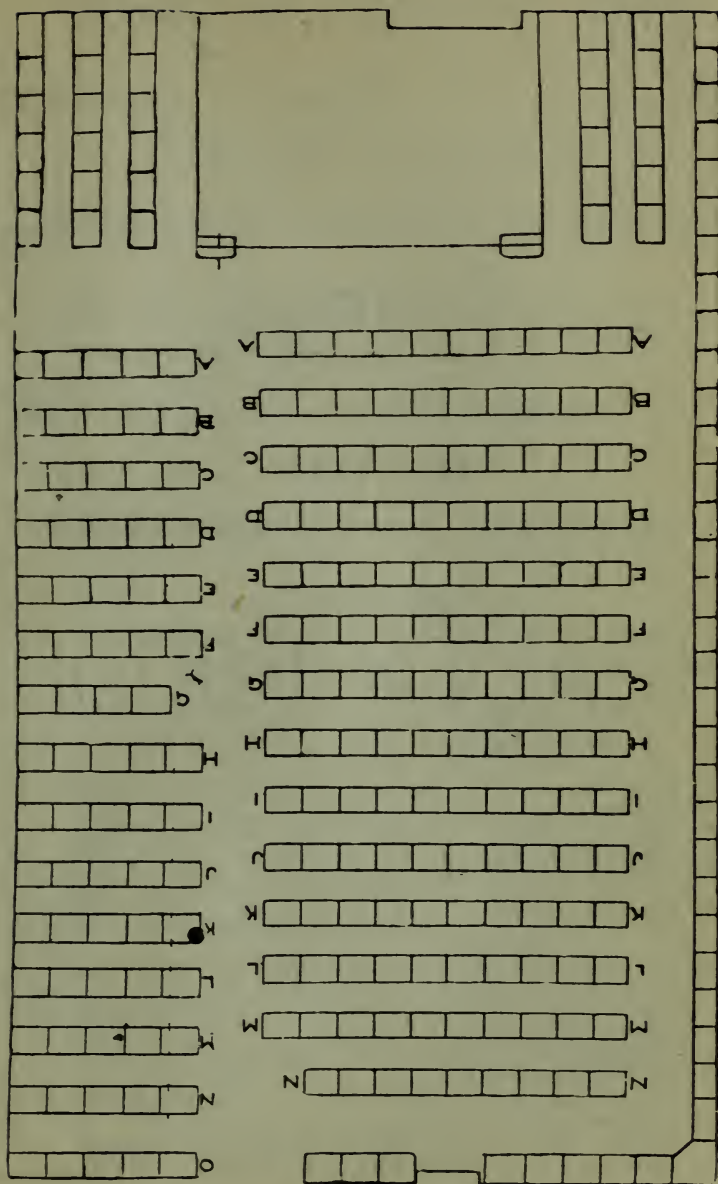 A A A
B B B
C C C
D D D
E E E
F F F
G G G
H H H
I I I
J J J
K K K
L L L
M M M
N N N
O